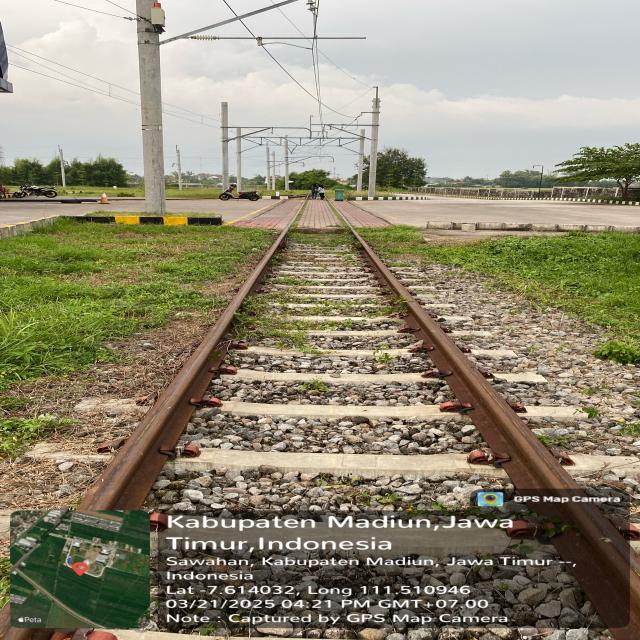 GPS Map Camera
Kabupaten Madiun,Jawa
Timur,Indonesia
Sawahan, Kabupaten Madiun, Jawa Timur--,
Indonesia
Lat -7.614032, Long 111.510946
03/21/2025 04:21 PM GMT+07.00
Note : Captured by GPS Map Camera
Peta